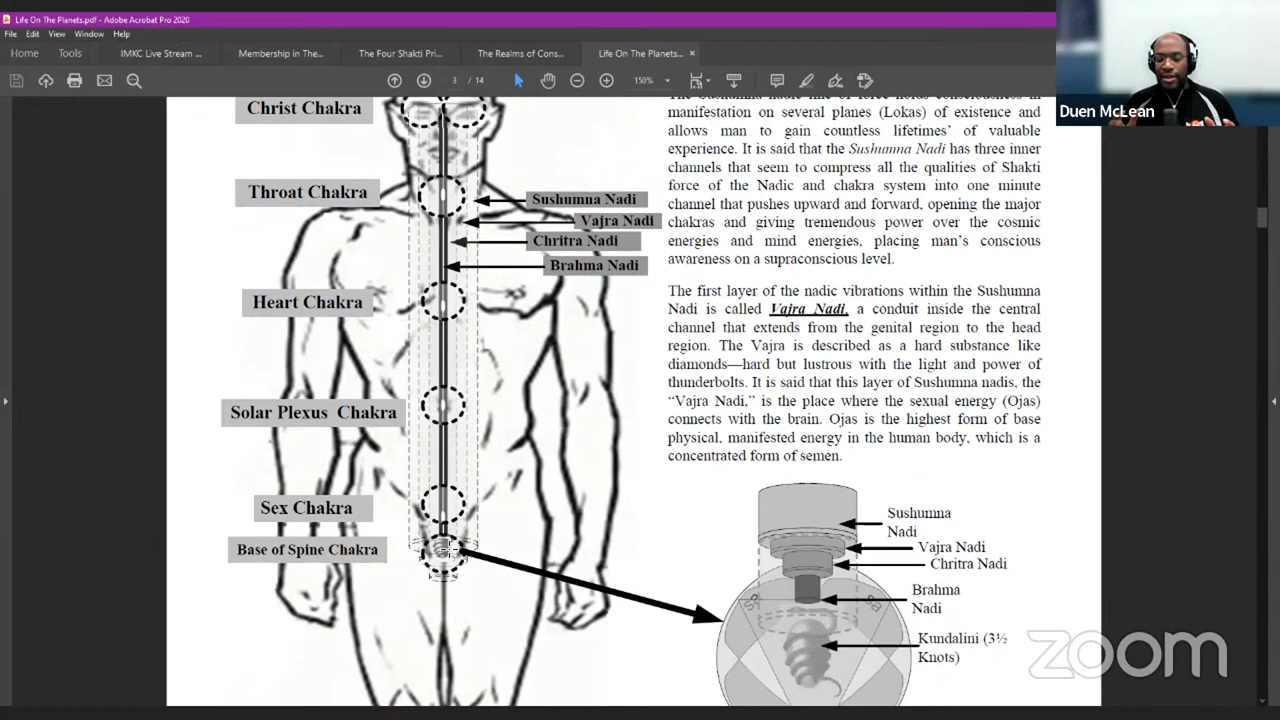 Life On The Planets.pdf - Adobe Acrobat Pro 2020
File Edit View Window Help
Home Tools IMKC Live Stream ... Membership in The... The Four Shakti Pri... The Realms of Cons... Life On The Planets... ×
3 / 14 150%
Duen McLean
Christ Chakra
Throat Chakra
Sushumna Nadi
Vajra Nadi
Chritra Nadi
Brahma Nadi
Heart Chakra
Solar Plexus Chakra
Sex Chakra
Base of Spine Chakra
manifestation on several planes (Lokas) of existence and
allows man to gain countless lifetimes’ of valuable
experience. It is said that the Sushumna Nadi has three inner
channels that seem to compress all the qualities of Shakti
force of the Nadic and chakra system into one minute
channel that pushes upward and forward, opening the major
chakras and giving tremendous power over the cosmic
energies and mind energies, placing man’s conscious
awareness on a supraconscious level.
The first layer of the nadic vibrations within the Sushumna
Nadi is called Vajra Nadi, a conduit inside the central
channel that extends from the genital region to the head
region. The Vajra is described as a hard substance like
diamonds—hard but lustrous with the light and power of
thunderbolts. It is said that this layer of Sushumna nadis, the
“Vajra Nadi,” is the place where the sexual energy (Ojas)
connects with the brain. Ojas is the highest form of base
physical, manifested energy in the human body, which is a
concentrated form of semen.
Sushumna
Nadi
Vajra Nadi
Chritra Nadi
Brahma
Nadi
sa sa
Kundalini (3½
Knots)
zoom